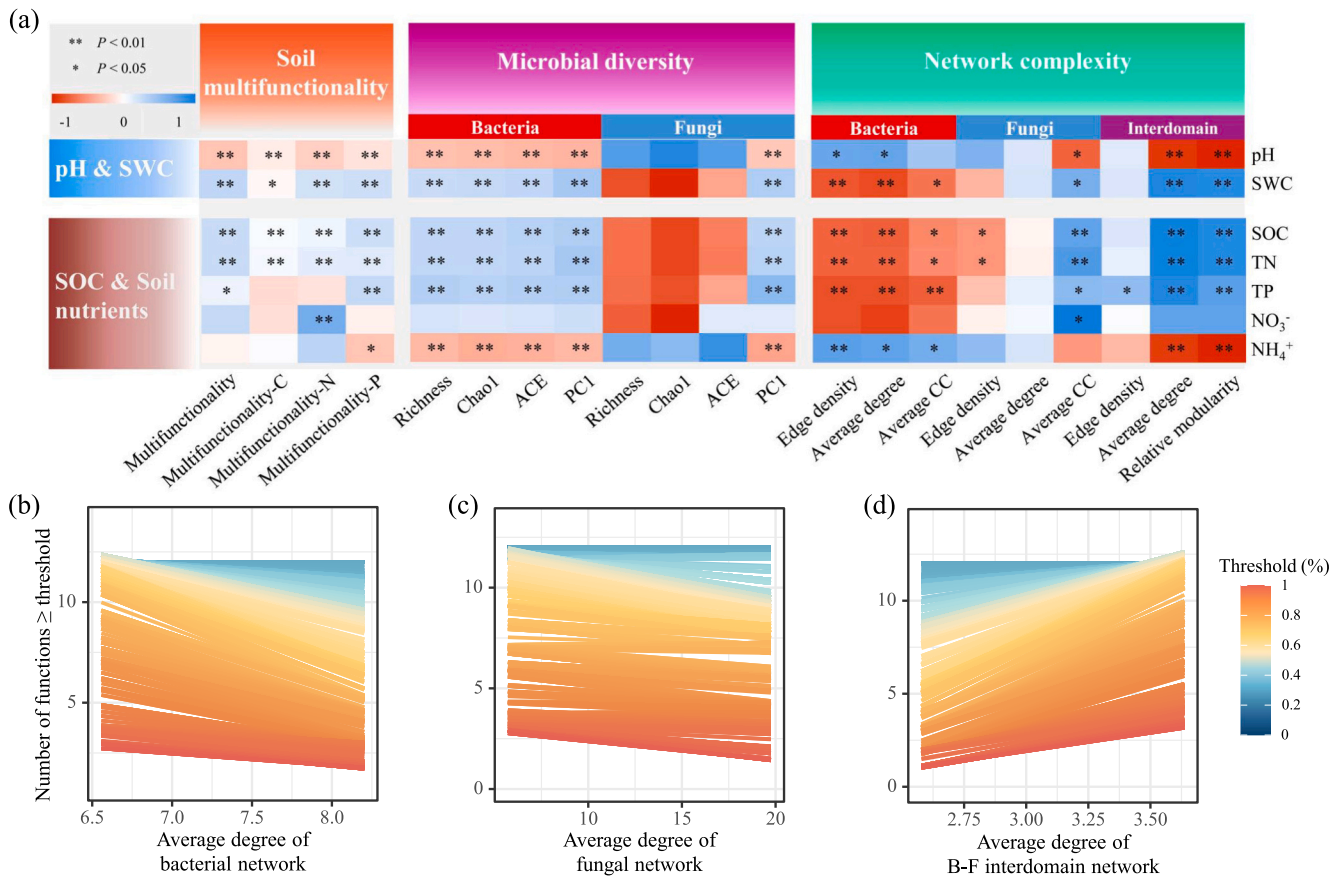 (a)
** P < 0.01
* P < 0.05
-1 0 1
Soil
multifunctionality
Microbial diversity
Network complexity
Bacteria Fungi Bacteria Fungi Interdomain
pH & SWC
** ** ** ** ** ** ** ** ** * * * ** ** pH
** * ** ** ** ** ** ** ** ** ** * * ** ** SWC
SOC & Soil
nutrients
** ** ** ** ** ** ** ** ** ** ** * * ** ** ** SOC
** ** ** ** ** ** ** ** ** ** ** * * ** ** ** TN
* ** ** ** ** ** ** ** ** ** * * ** ** TP
** * NO₃⁻
* ** ** ** ** ** ** * * ** ** NH₄⁺
Multifunctionality
Multifunctionality-C
Multifunctionality-N
Multifunctionality-P
Richness
Chao1
ACE
PC1
Richness
Chao1
ACE
PC1
Edge density
Average degree
Average CC
Edge density
Average degree
Average CC
Edge density
Average degree
Relative modularity
(b)
Number of functions ≥ threshold
10
5
6.5 7.0 7.5 8.0
Average degree of
bacterial network
(c)
10
5
0
10 15 20
Average degree of
fungal network
(d)
10
5
0
2.75 3.00 3.25 3.50
Average degree of
B-F interdomain network
Threshold (%)
1
0.8
0.6
0.4
0.2
0